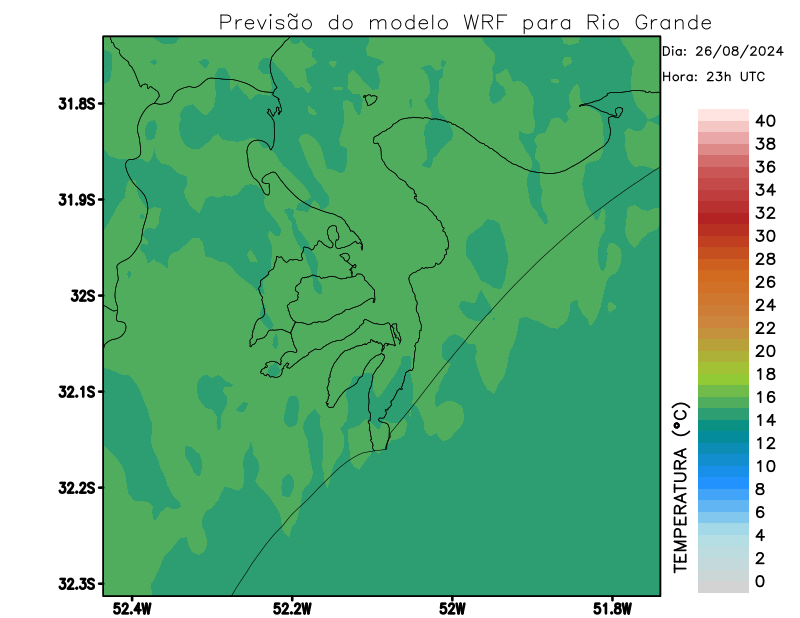 Previsão do modelo WRF para Rio Grande
Dia: 26/08/2024
Hora: 23h UTC
31.8S
31.9S
32S
32.1S
32.2S
32.3S
52.4W
52.2W
52W
51.8W
TEMPERATURA (°C)
40
38
36
34
32
30
28
26
24
22
20
18
16
14
12
10
8
6
4
2
0